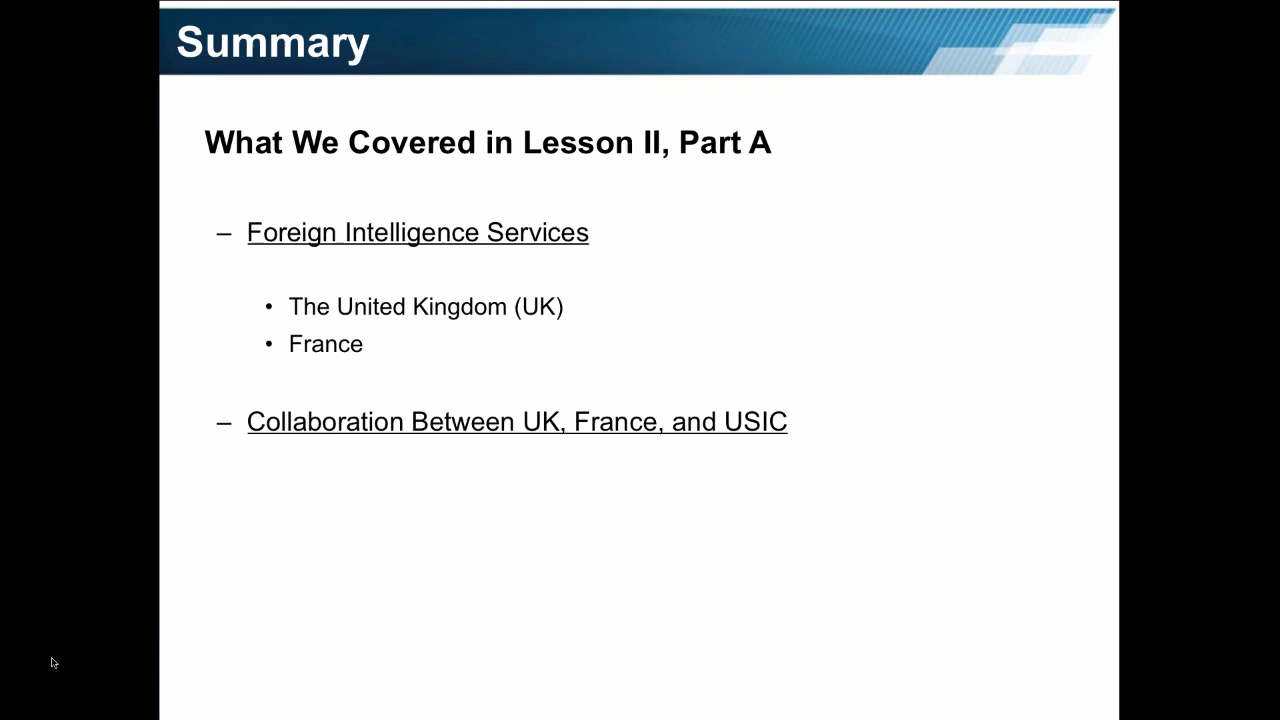 Summary
What We Covered in Lesson II, Part A
– Foreign Intelligence Services
• The United Kingdom (UK)
• France
– Collaboration Between UK, France, and USIC